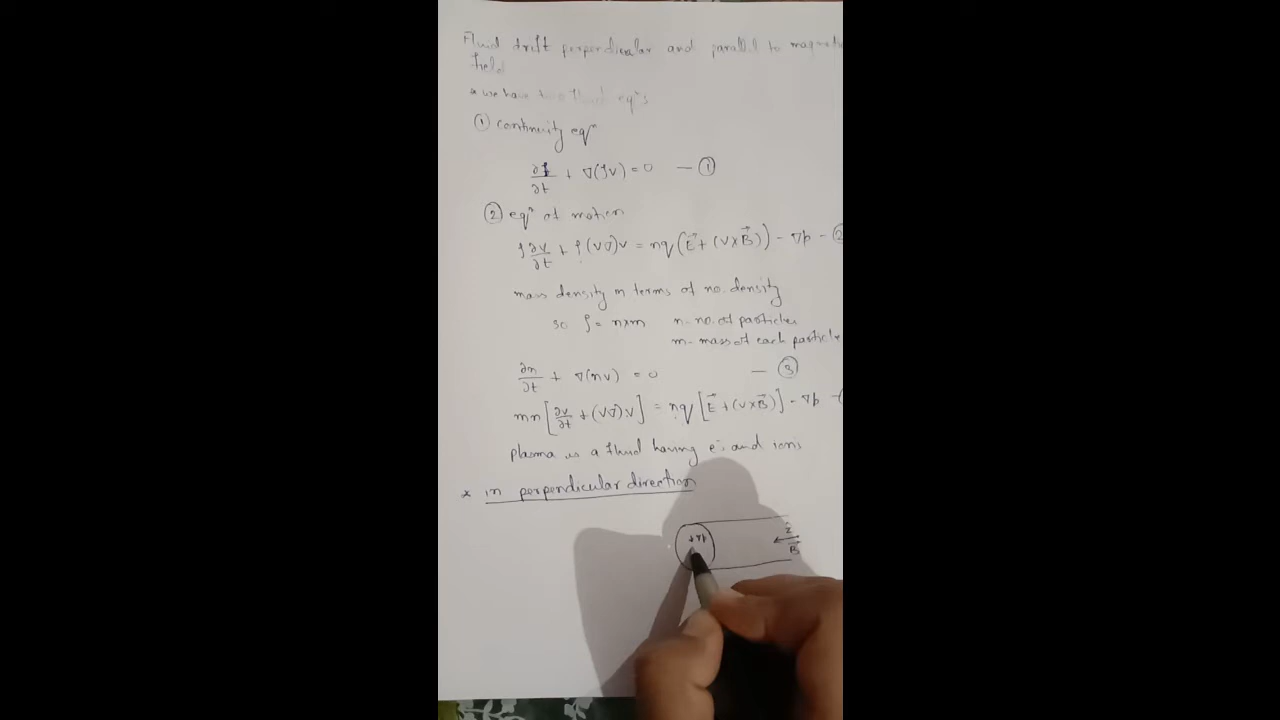 Fluid drift perpendicular and parallel to magnetic
field
* we have two fluid eqⁿs
① continuity eqⁿ
∂ρ/∂t + ∇(ρv) = 0 — ①
② eqⁿ of motion
ρ ∂v/∂t + ρ(v∇)v = nq(E⃗ + (v×B⃗)) - ∇p - ②
mass density in terms of no. density
so ρ = n×m n - no. of particles
m - mass of each particle
∂n/∂t + ∇(nv) = 0 — ③
mn[∂v/∂t + (v∇)v] = nq[E⃗ + (v×B⃗)] - ∇p -
plasma is a fluid having e⁻s and ions
* in perpendicular direction
∇p
z
B⃗